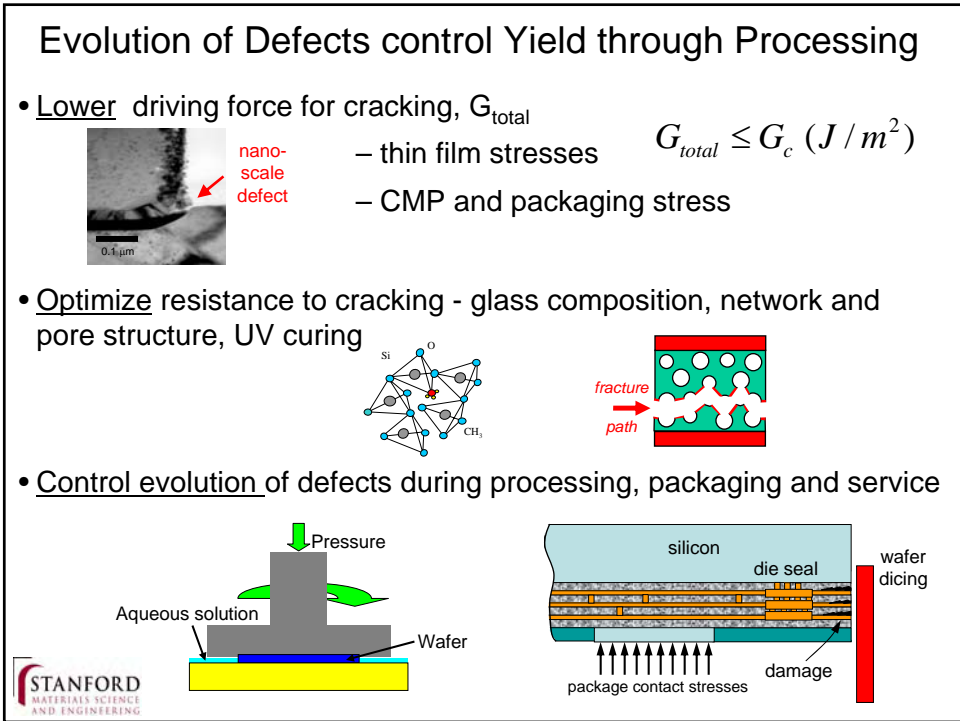 Evolution of Defects control Yield through Processing
• Lower driving force for cracking, G_total
G_total ≤ G_c (J / m²)
nano-
scale
defect
0.1 μm
– thin film stresses
– CMP and packaging stress
• Optimize resistance to cracking - glass composition, network and
pore structure, UV curing
Si
O
CH₃
fracture
path
• Control evolution of defects during processing, packaging and service
Pressure
Aqueous solution
Wafer
silicon
die seal
wafer
dicing
damage
package contact stresses
STANFORD
MATERIALS SCIENCE
AND ENGINEERING